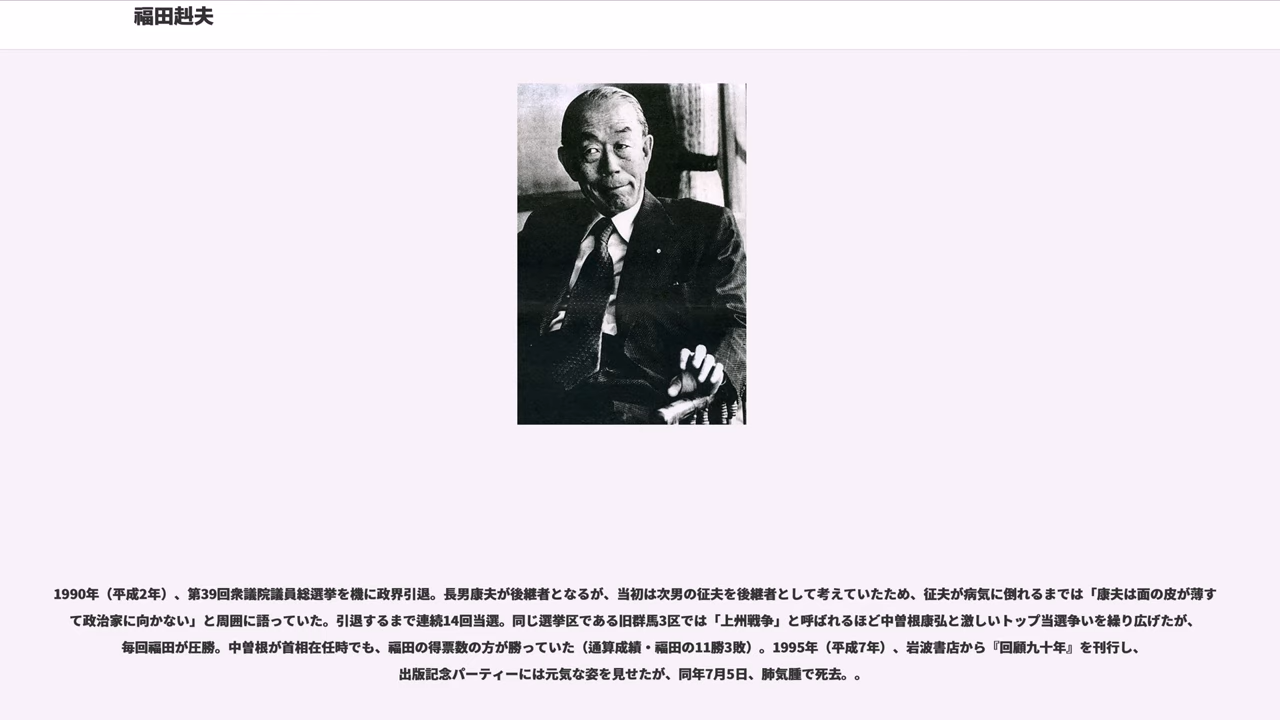 福田赳夫
1990年（平成2年）、第39回衆議院議員総選挙を機に政界引退。長男康夫が後継者となるが、当初は次男の征夫を後継者として考えていたため、征夫が病気に倒れるまでは「康夫は面の皮が薄す
て政治家に向かない」と周囲に語っていた。引退するまで連続14回当選。同じ選挙区である旧群馬3区では「上州戦争」と呼ばれるほど中曽根康弘と激しいトップ当選争いを繰り広げたが、
毎回福田が圧勝。中曽根が首相在任時でも、福田の得票数の方が勝っていた（通算成績・福田の11勝3敗）。1995年（平成7年）、岩波書店から『回顧九十年』を刊行し、
出版記念パーティーには元気な姿を見せたが、同年7月5日、肺気腫で死去。。